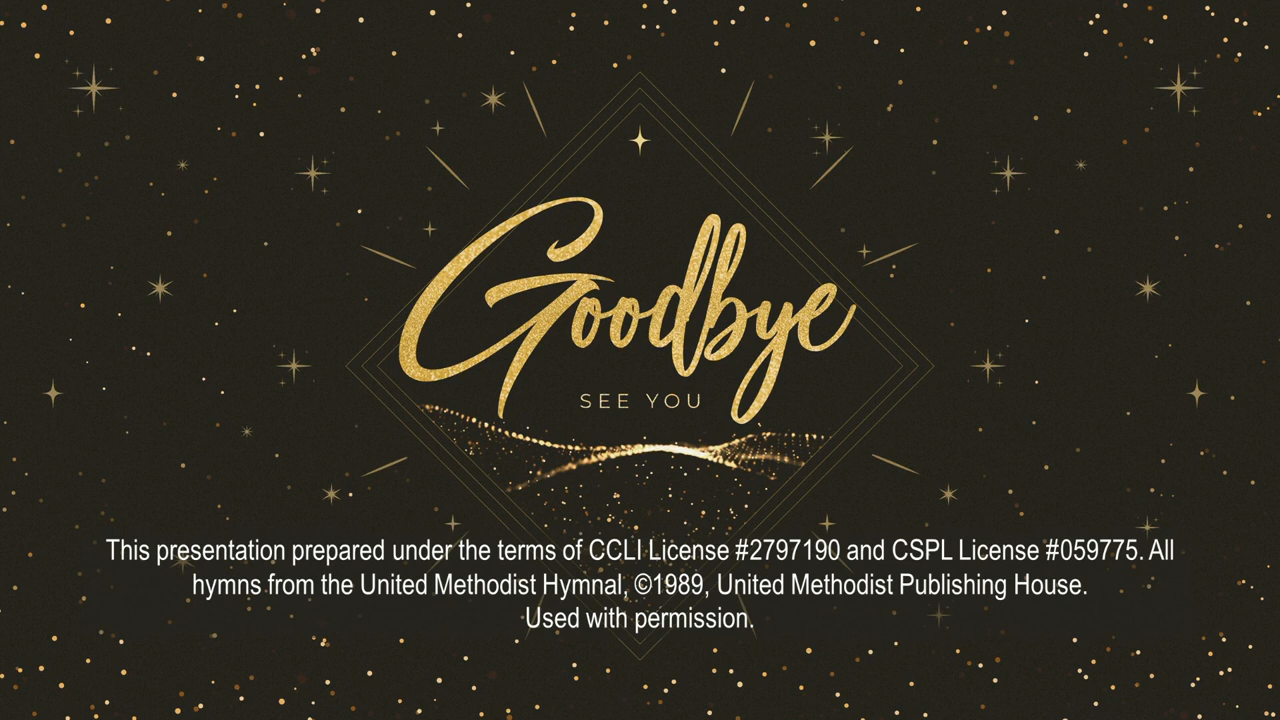 Goodbye
SEE YOU
This presentation prepared under the terms of CCLI License #2797190 and CSPL License #059775. All
hymns from the United Methodist Hymnal, ©1989, United Methodist Publishing House.
Used with permission.